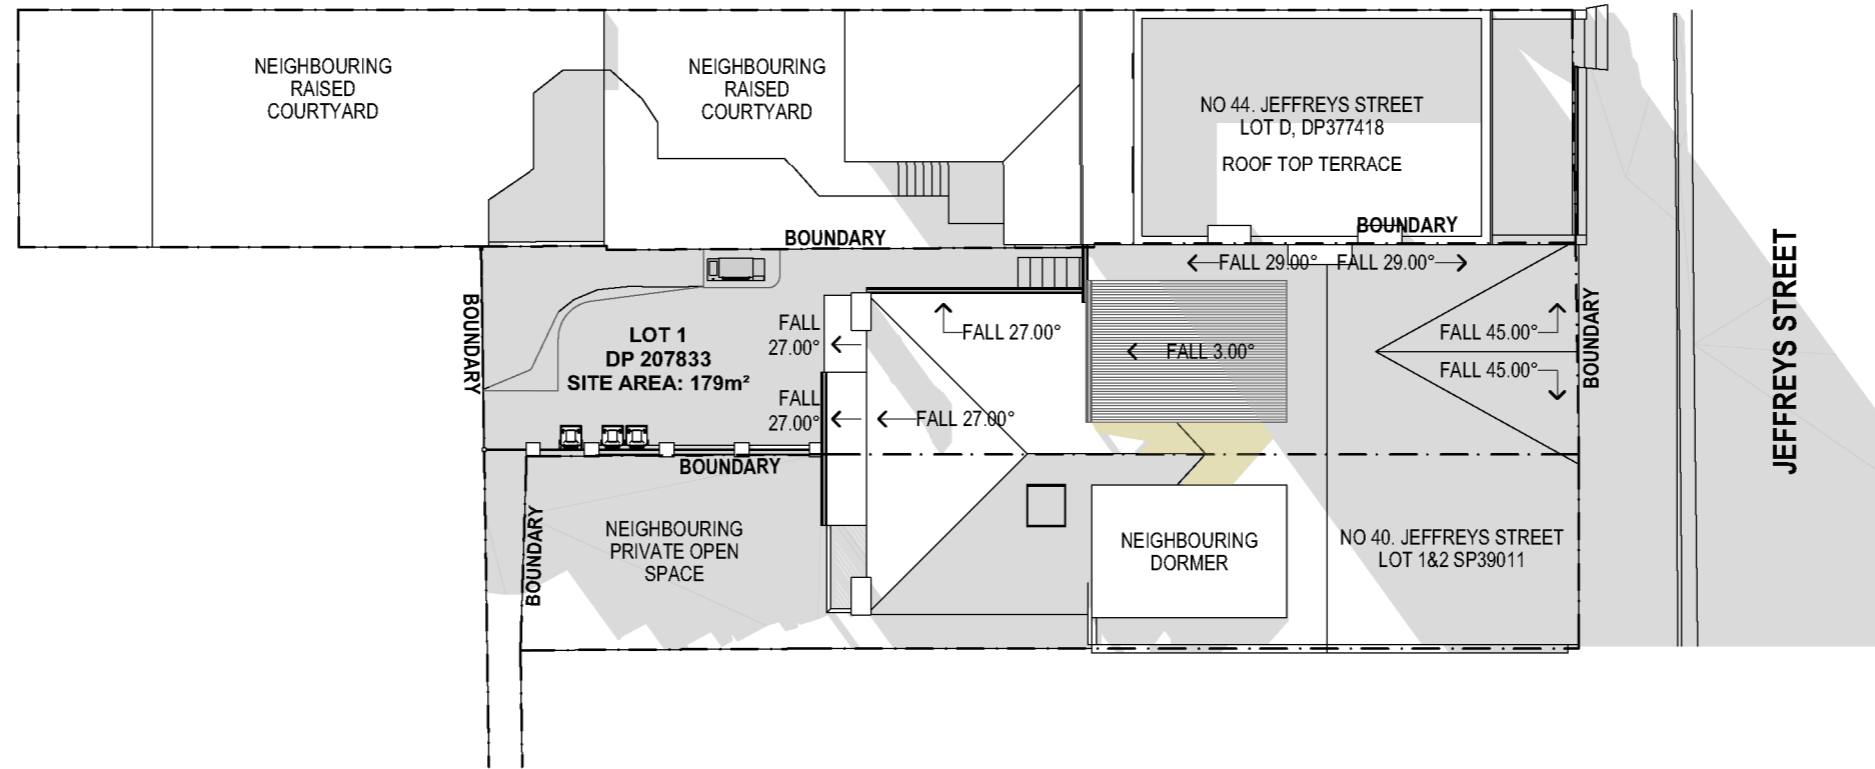 NEIGHBOURING
RAISED
COURTYARD
NEIGHBOURING
RAISED
COURTYARD
NO 44. JEFFREYS STREET
LOT D, DP377418
ROOF TOP TERRACE
BOUNDARY
BOUNDARY
FALL 29.00°
FALL 29.00°
BOUNDARY
LOT 1
DP 207833
SITE AREA: 179m²
FALL
27.00°
FALL 27.00°
FALL 3.00°
FALL 45.00°
FALL 45.00°
BOUNDARY
JEFFREYS STREET
FALL
27.00°
FALL 27.00°
BOUNDARY
BOUNDARY
NEIGHBOURING
PRIVATE OPEN
SPACE
NEIGHBOURING
DORMER
NO 40. JEFFREYS STREET
LOT 1&2 SP39011